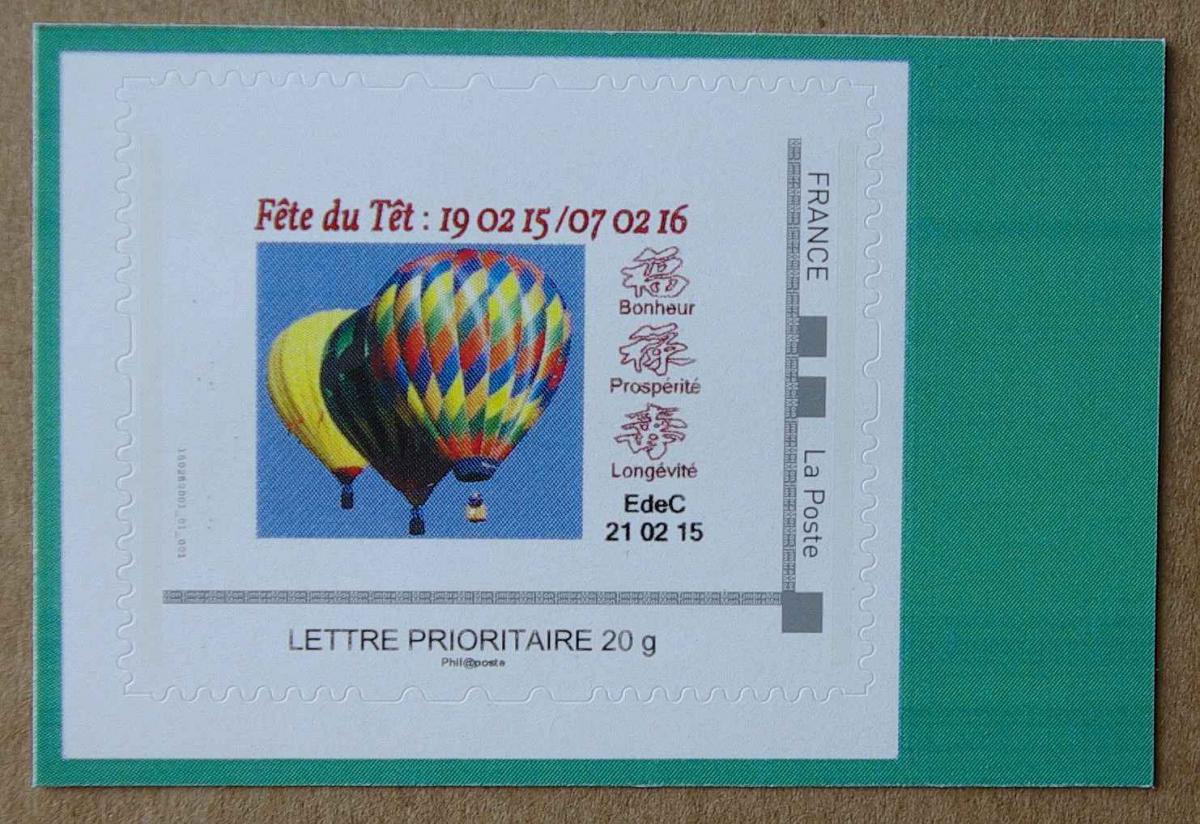 Fête du Têt : 19 02 15 /07 02 16
福
Bonheur
祿
Prospérité
壽
Longévité
EdeC
21 02 15
FRANCE
La Poste
LETTRE PRIORITAIRE 20 g
Phil@poste